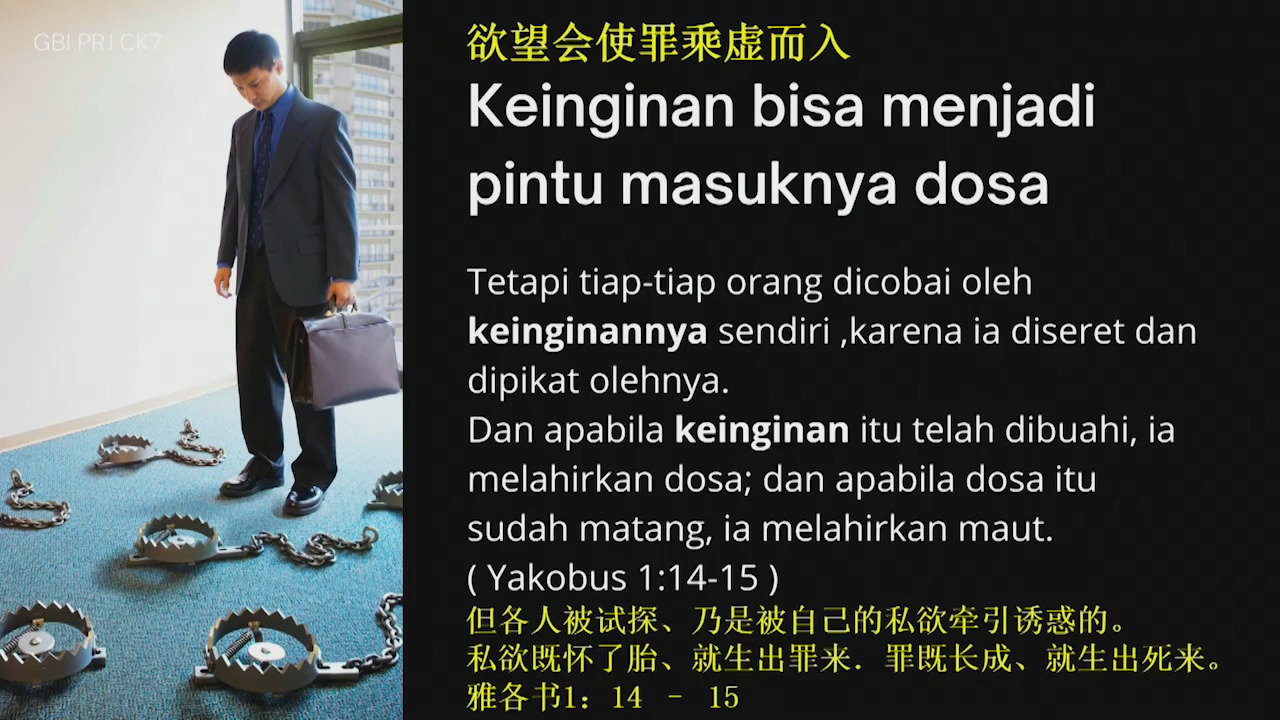 GBI PRJ CK7
欲望会使罪乘虚而入
Keinginan bisa menjadi
pintu masuknya dosa
Tetapi tiap-tiap orang dicobai oleh
keinginannya sendiri ,karena ia diseret dan
dipikat olehnya.
Dan apabila keinginan itu telah dibuahi, ia
melahirkan dosa; dan apabila dosa itu
sudah matang, ia melahirkan maut.
( Yakobus 1:14-15 )
但各人被试探、乃是被自己的私欲牵引诱惑的。
私欲既怀了胎、就生出罪来．罪既长成、就生出死来。
雅各书1：14 － 15